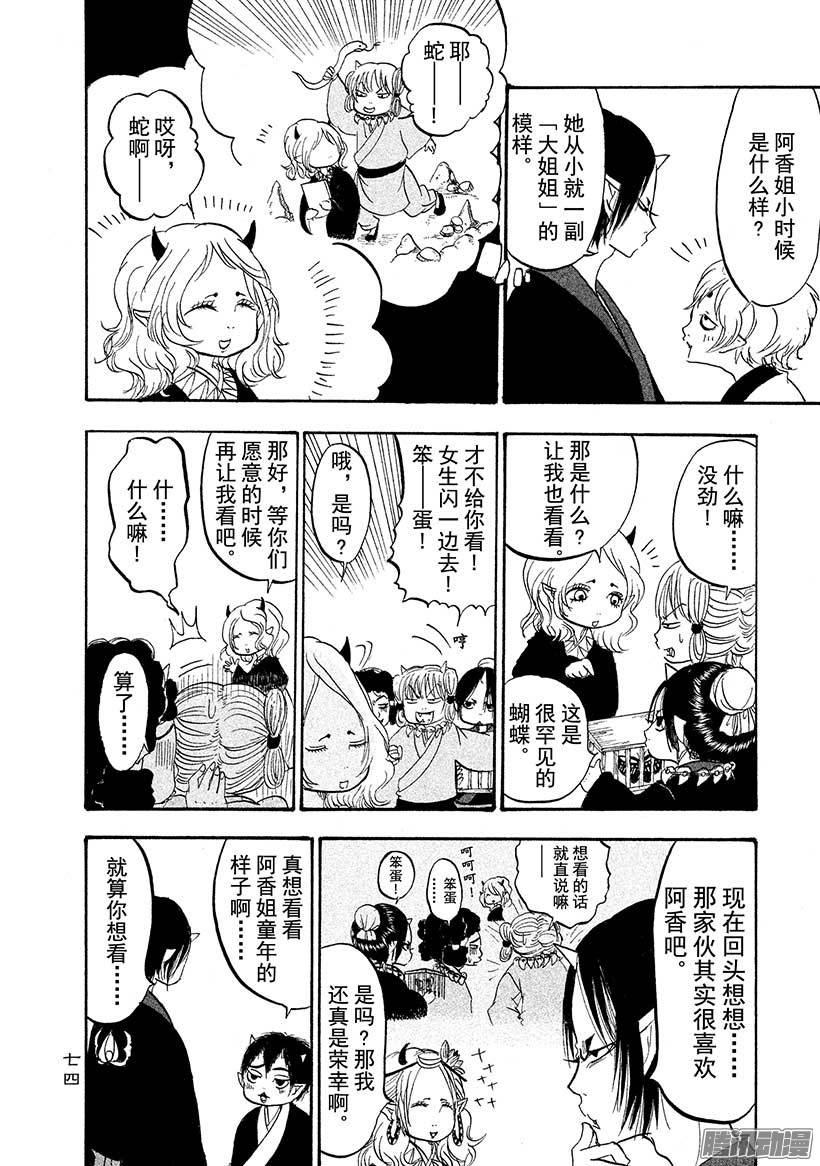 阿香姐小时候
是什么样？
她从小就一副
「大姐姐」的
模样。
耶——
蛇——！
哎呀，
蛇啊——
什么嘛……
没劲！
那是什么？
让我也看看。
这是
很罕见的
蝴蝶。
才不给你看！
女生闪一边去！
笨——蛋！
哼
哦，是吗？
那好，等你们
愿意的时候
再让我看吧。
什……
什么嘛！
算了……
现在回头想想……
那家伙其实很喜欢
阿香吧。
想看的话
就直说嘛
——
呵呵呵！
笨蛋
……
笨蛋！
是吗？那我
还真是荣幸啊。
真想看看
阿香姐童年的
样子啊……
就算你想看……
七四
腾讯动漫